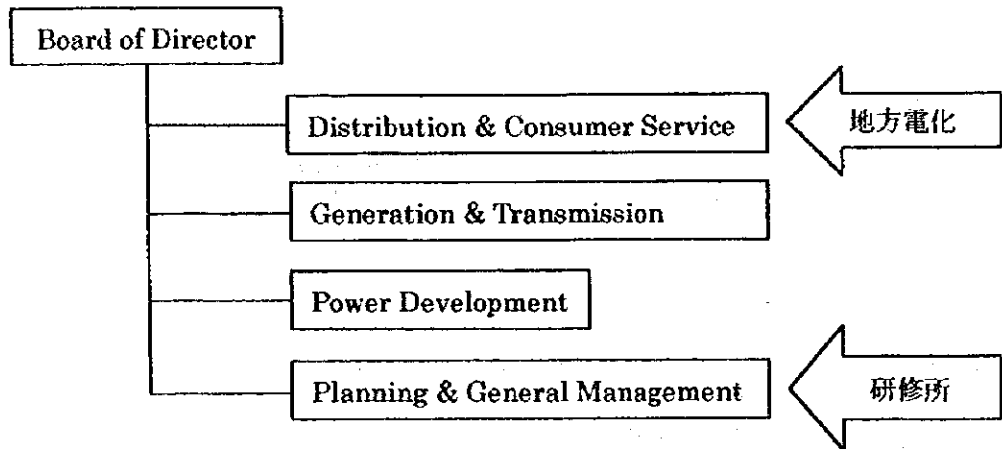 Board of Director
Distribution & Consumer Service
地方電化
Generation & Transmission
Power Development
Planning & General Management
研修所